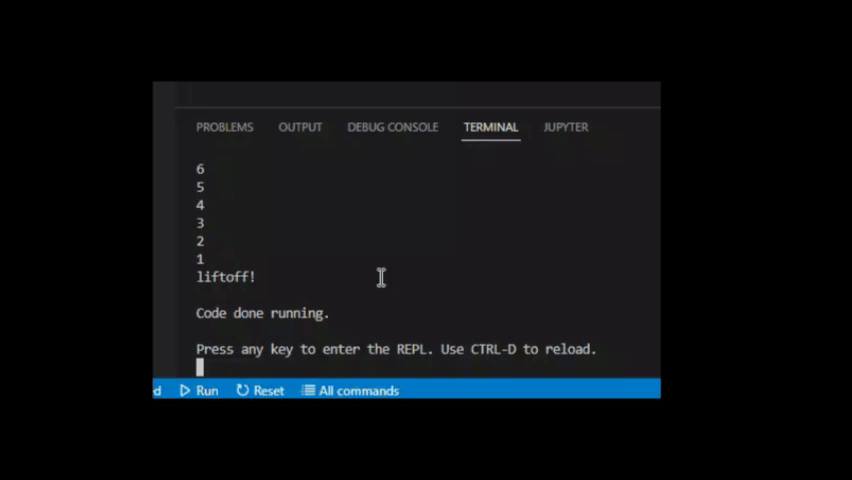 PROBLEMS OUTPUT DEBUG CONSOLE TERMINAL JUPYTER
6
5
4
3
2
1
liftoff!
Code done running.
Press any key to enter the REPL. Use CTRL-D to reload.
ed Run Reset All commands